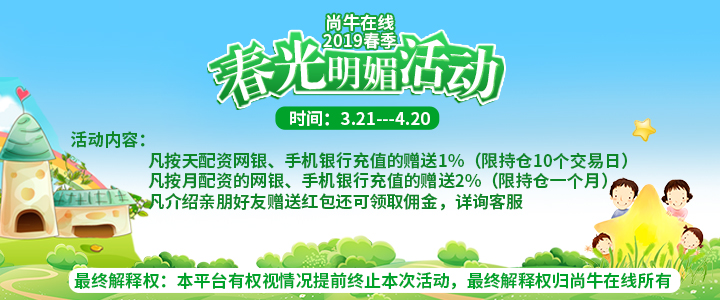 尚牛在线
2019春季
春光明媚活动
时间：3.21---4.20
活动内容：
凡按天配资网银、手机银行充值的赠送1%（限持仓10个交易日）
凡按月配资的网银、手机银行充值的赠送2%（限持仓一个月）
凡介绍亲朋好友赠送红包还可领取佣金，详询客服
最终解释权：本平台有权视情况提前终止本次活动，最终解释权归尚牛在线所有